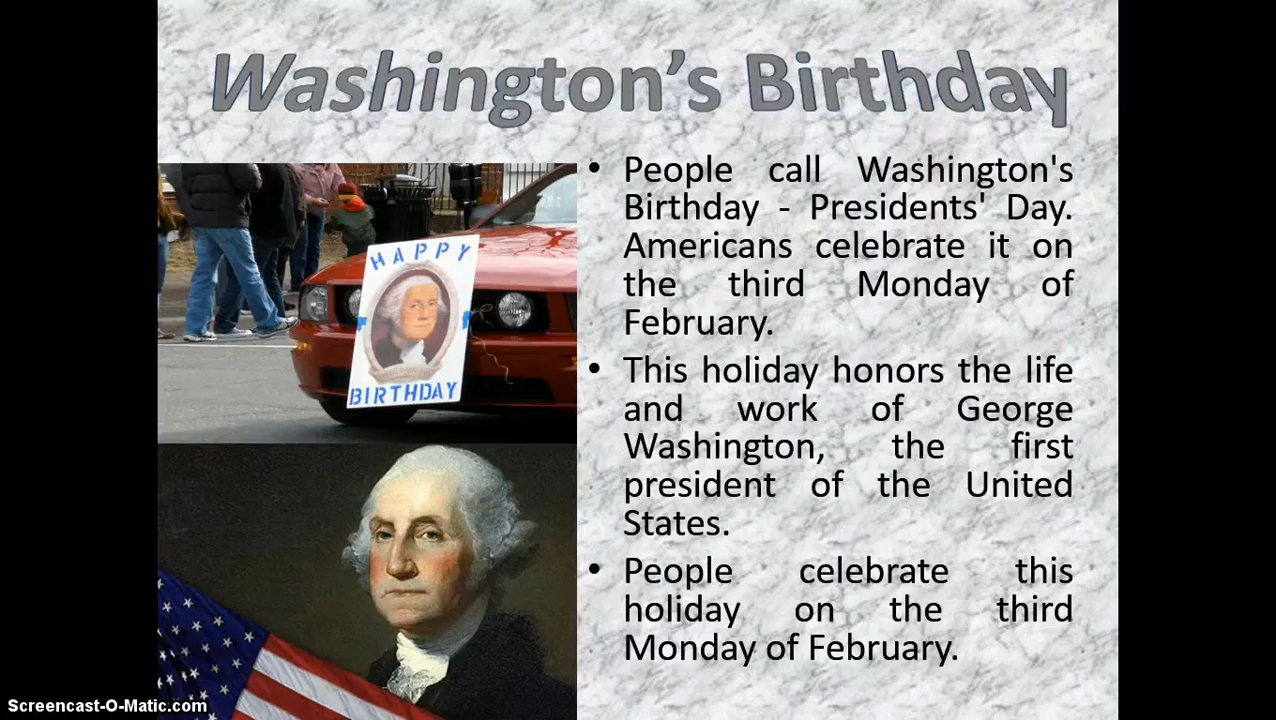 Washington’s Birthday
HAPPY
BIRTHDAY
• People call Washington's
Birthday - Presidents' Day.
Americans celebrate it on
the third Monday of
February.
• This holiday honors the life
and work of George
Washington, the first
president of the United
States.
• People celebrate this
holiday on the third
Monday of February.
Screencast-O-Matic.com